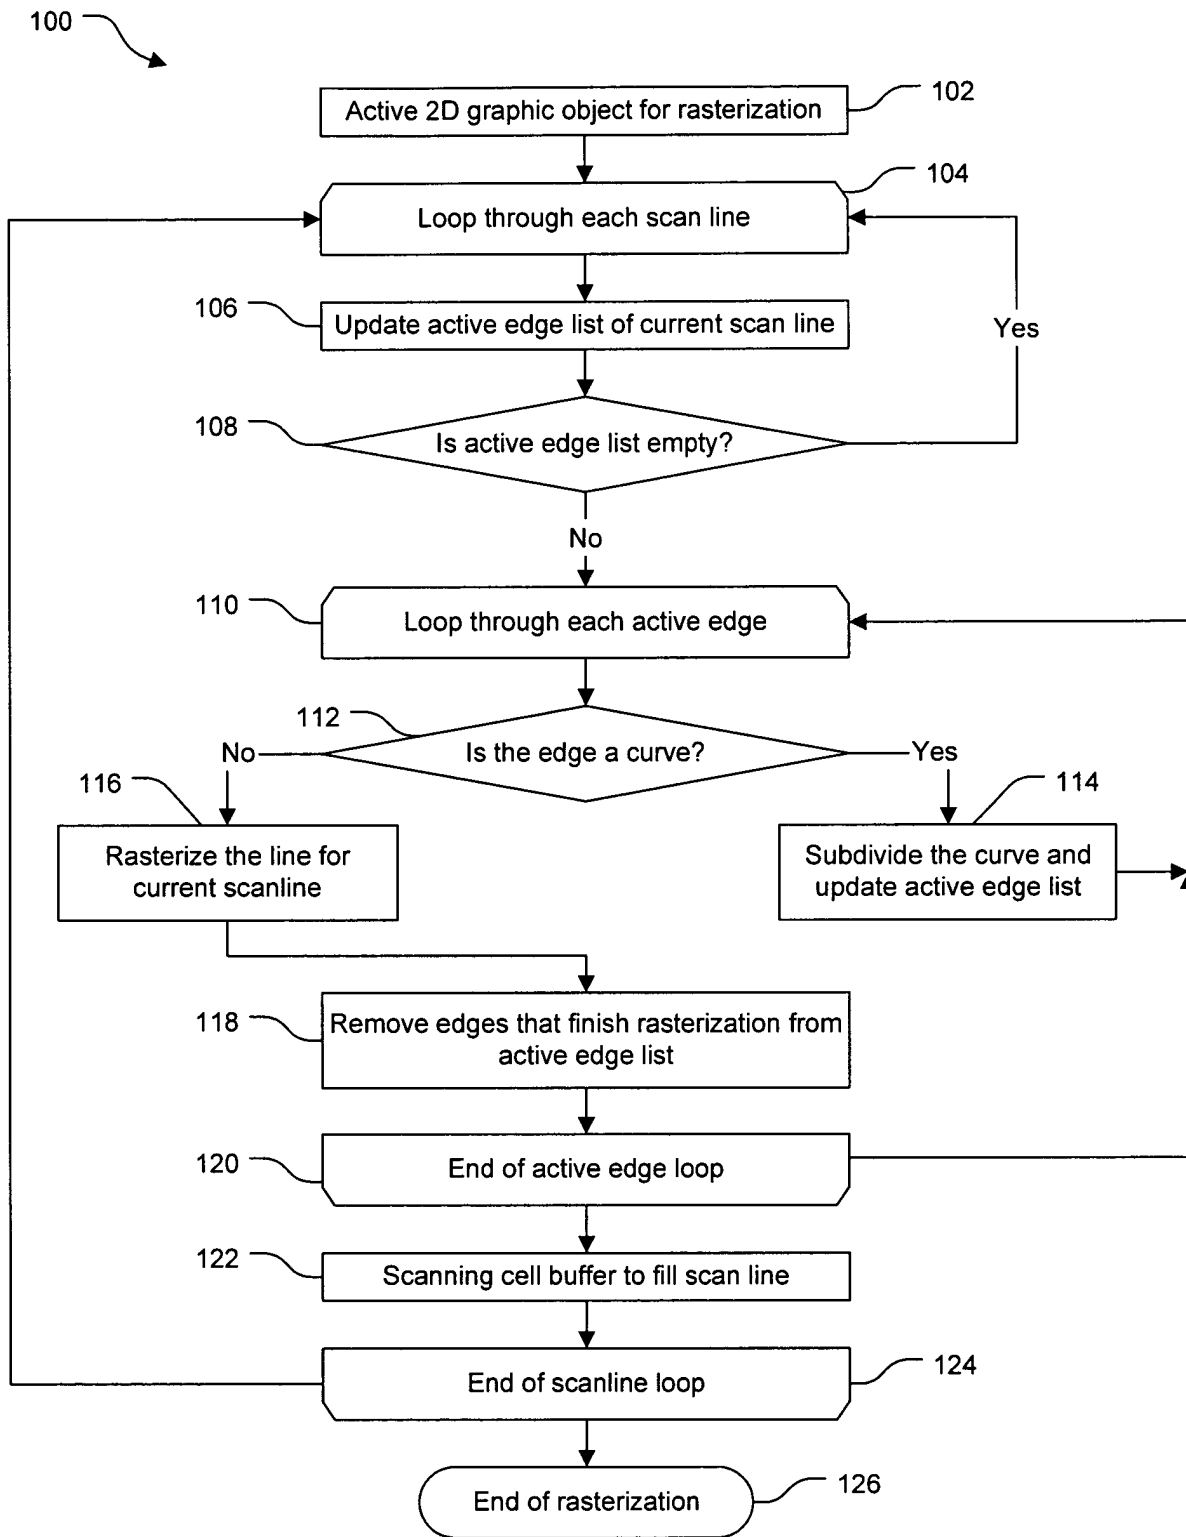 100
102
Active 2D graphic object for rasterization
104
Loop through each scan line
106
Update active edge list of current scan line
Yes
108
Is active edge list empty?
No
110
Loop through each active edge
112
Is the edge a curve?
No
Yes
116
114
Rasterize the line for
current scanline
Subdivide the curve and
update active edge list
118
Remove edges that finish rasterization from
active edge list
120
End of active edge loop
122
Scanning cell buffer to fill scan line
124
End of scanline loop
126
End of rasterization